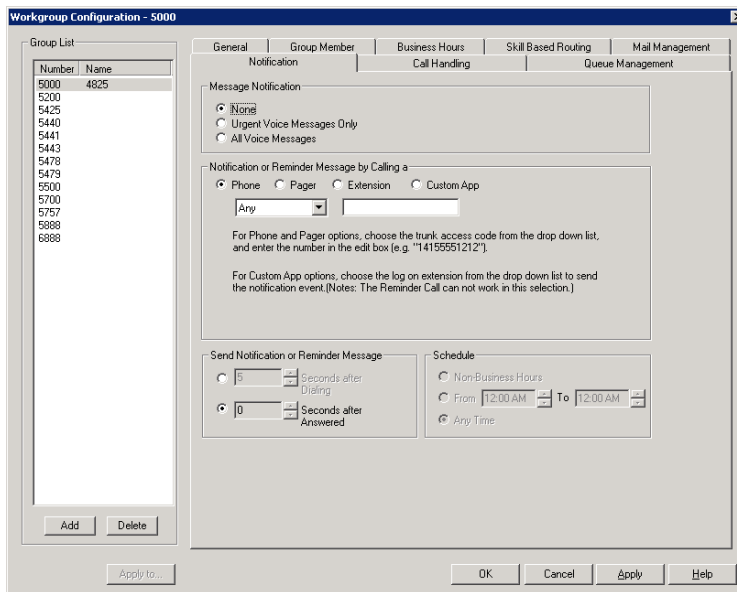 Workgroup Configuration - 5000
Group List
Number Name
5000 4825
5200
5425
5440
5441
5443
5478
5479
5500
5700
5757
5888
6888
Add Delete
Apply to...
General Group Member Business Hours Skill Based Routing Mail Management
Notification Call Handling Queue Management
Message Notification
None
Urgent Voice Messages Only
All Voice Messages
Notification or Reminder Message by Calling a
Phone Pager Extension Custom App
Any
For Phone and Pager options, choose the trunk access code from the drop down list,
and enter the number in the edit box (e.g. "14155551212").
For Custom App options, choose the log on extension from the drop down list to send
the notification event.(Notes: The Reminder Call can not work in this selection.)
Send Notification or Reminder Message
5 Seconds after
Dialing
0 Seconds after
Answered
Schedule
Non-Business Hours
From 12:00 AM To 12:00 AM
Any Time
OK Cancel Apply Help